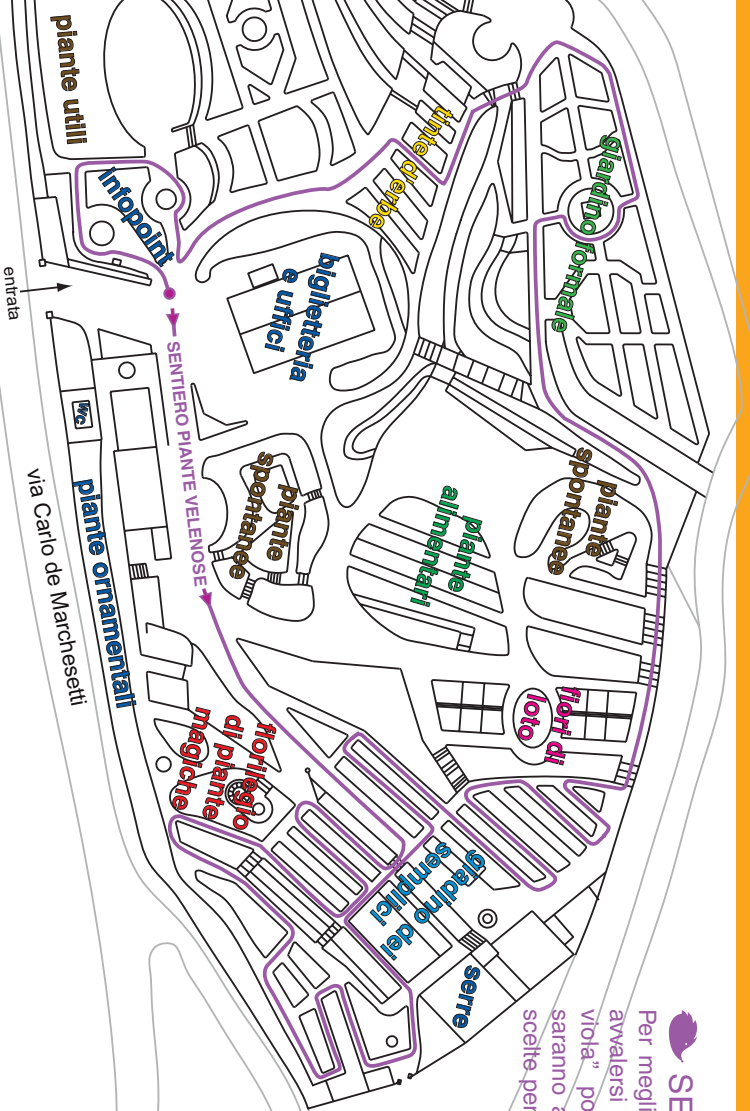 piante utili
infopoint
tinte d'erbe
giardino formale
biglietteria
e uffici
entrata
SENTIERO PIANTE VELENOSE
wc
piante ornamentali
via Carlo de Marchesetti
piante
spontanee
piante
alimentari
piante
spontanee
fiori di
loto
fiorilegio
di piante
magiche
giadino dei
semplici
serre
SE
Per megli
avvalersi
viola" po
saranno a
scelte per